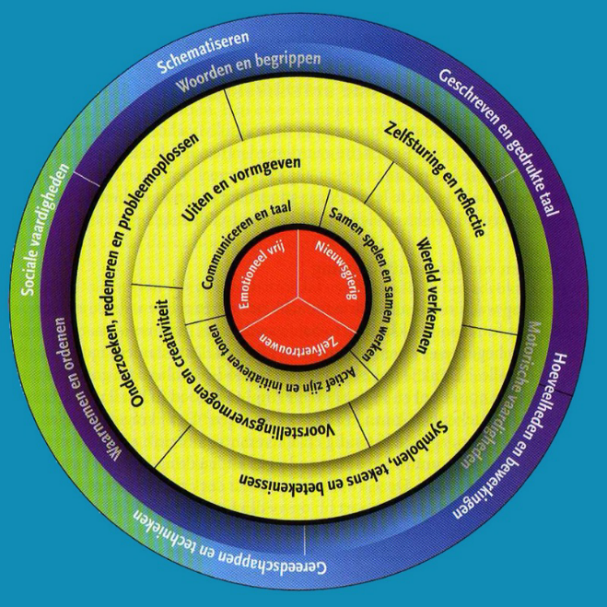 Schematiseren
Woorden en begrippen
Geschreven en gedrukte taal
Sociale vaardigheden
Onderzoeken, redeneren en probleemoplossen
Zelfsturing en reflectie
Uiten en vormgeven
Wereld verkennen
Communiceren en taal
Samen spelen en samen werken
Emotioneel vrij
Nieuwsgierig
Zelfvertrouwen
Actief zijn en initiatieven tonen
Voorstellingsvermogen en creativiteit
Symbolen, tekens en betekenissen
Waarnemen en ordenen
Motorische vaardigheden
Hoeveelheden en bewerkingen
Gereedschappen en technieken